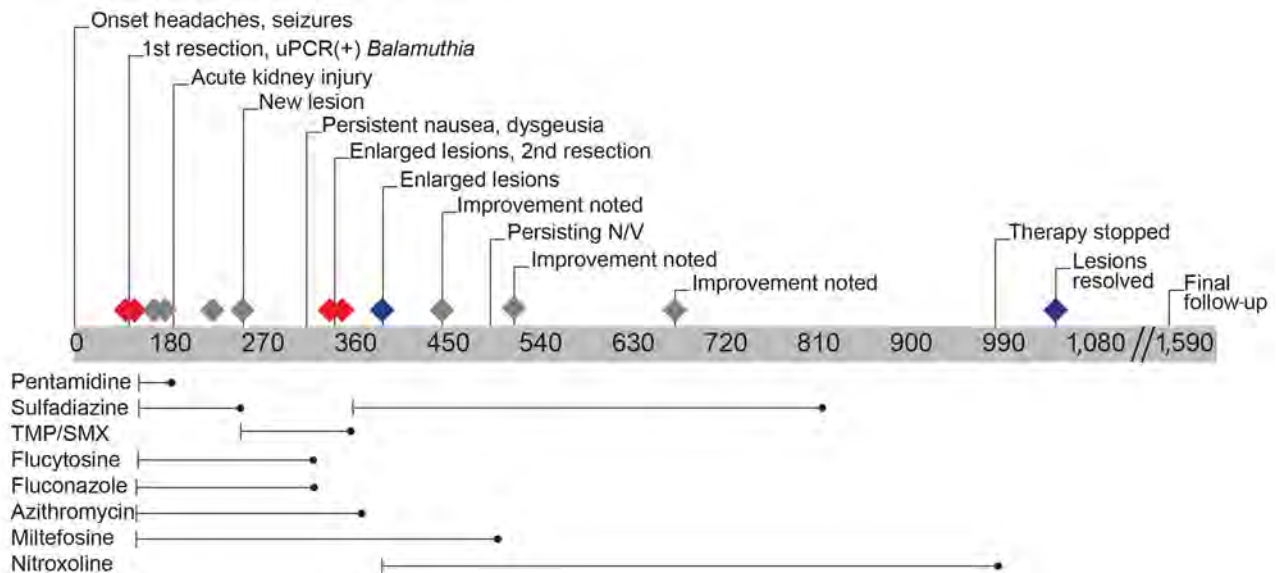 Onset headaches, seizures
1st resection, uPCR(+) Balamuthia
Acute kidney injury
New lesion
Persistent nausea, dysgeusia
Enlarged lesions, 2nd resection
Enlarged lesions
Improvement noted
Persisting N/V
Therapy stopped
Improvement noted
Lesions
resolved
Improvement noted
Final
follow-up
0 180 270 360 450 540 630 720 810 900 990 1,080 // 1,590
Pentamidine
Sulfadiazine
TMP/SMX
Flucytosine
Fluconazole
Azithromycin
Miltefosine
Nitroxoline